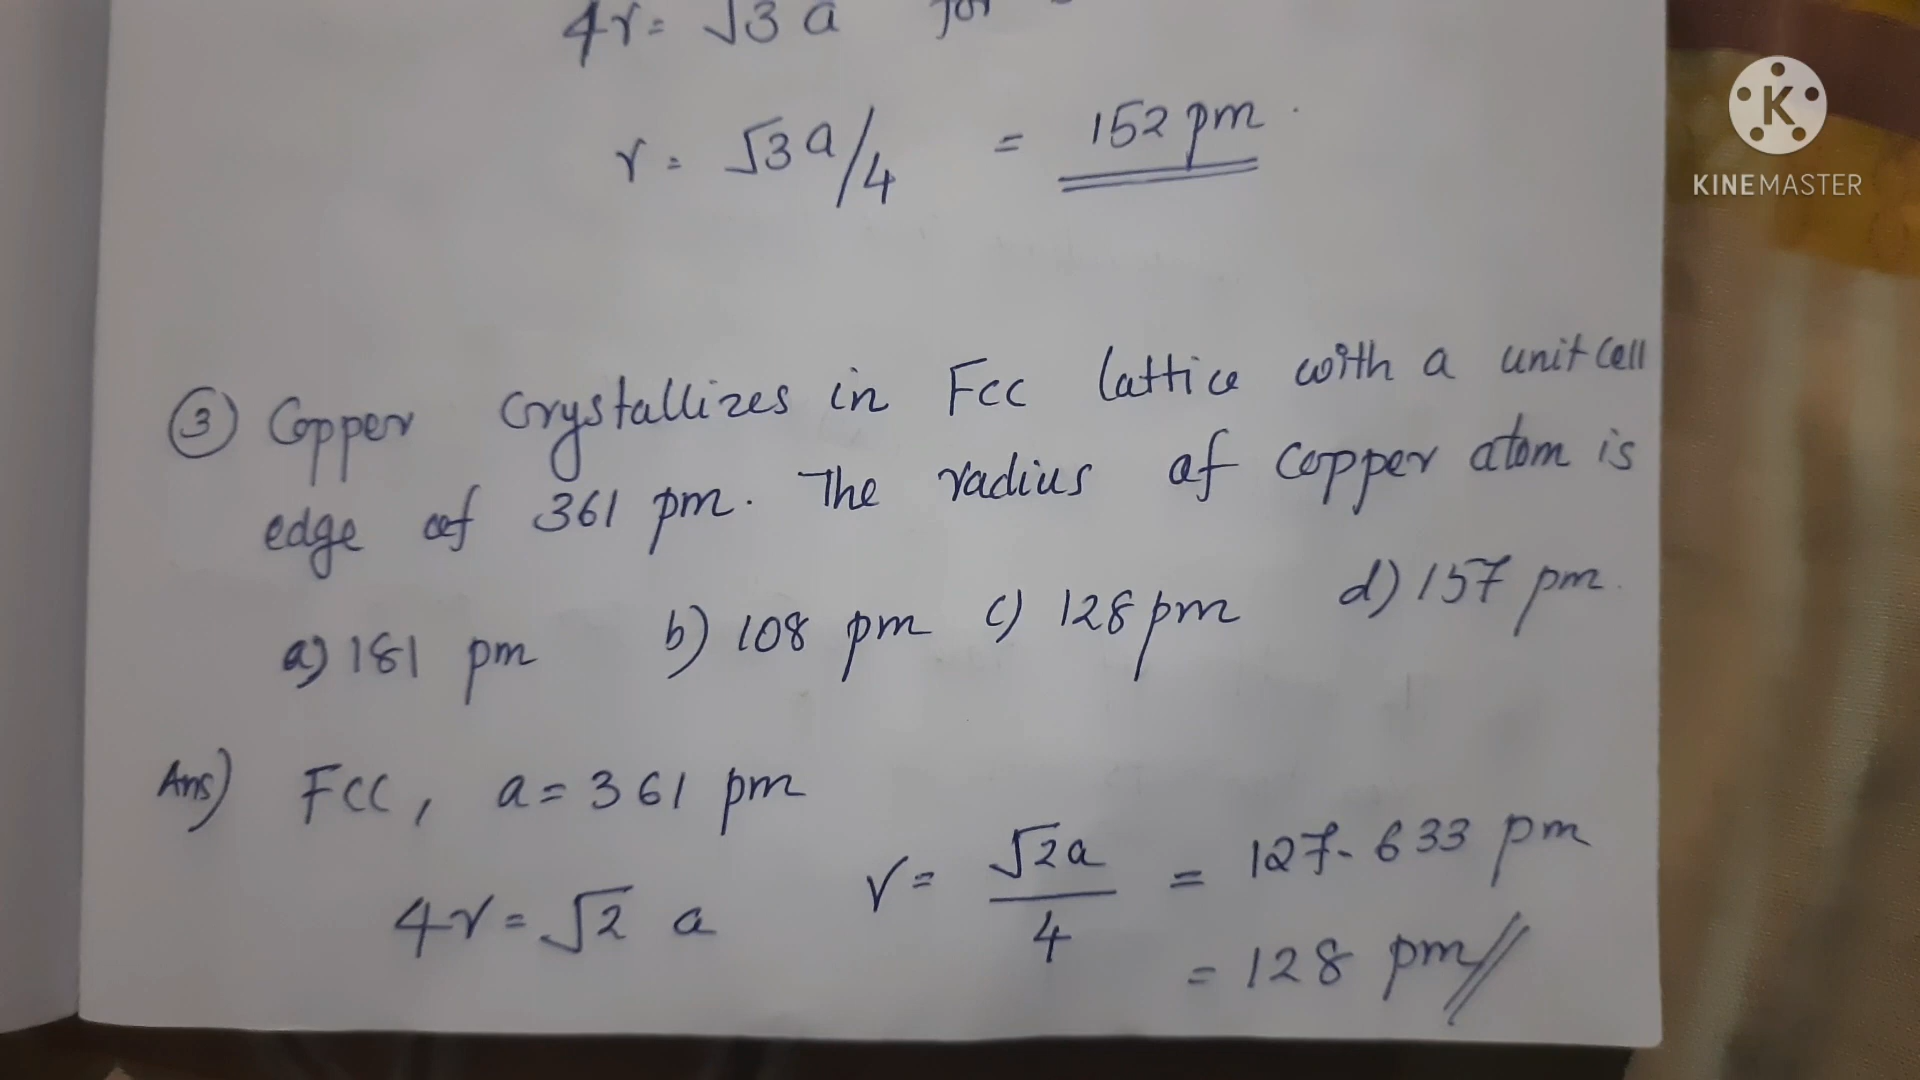 4r = √3 a for
r = √3 a/4 = 152 pm.
KINEMASTER
③ Copper Crystallizes in Fcc lattice with a unit cell
edge of 361 pm. The radius of copper atom is
a) 181 pm b) 108 pm c) 128 pm d) 157 pm.
Ans) FCC, a = 361 pm
4r = √2 a r = √2a/4 = 127.633 pm
= 128 pm//